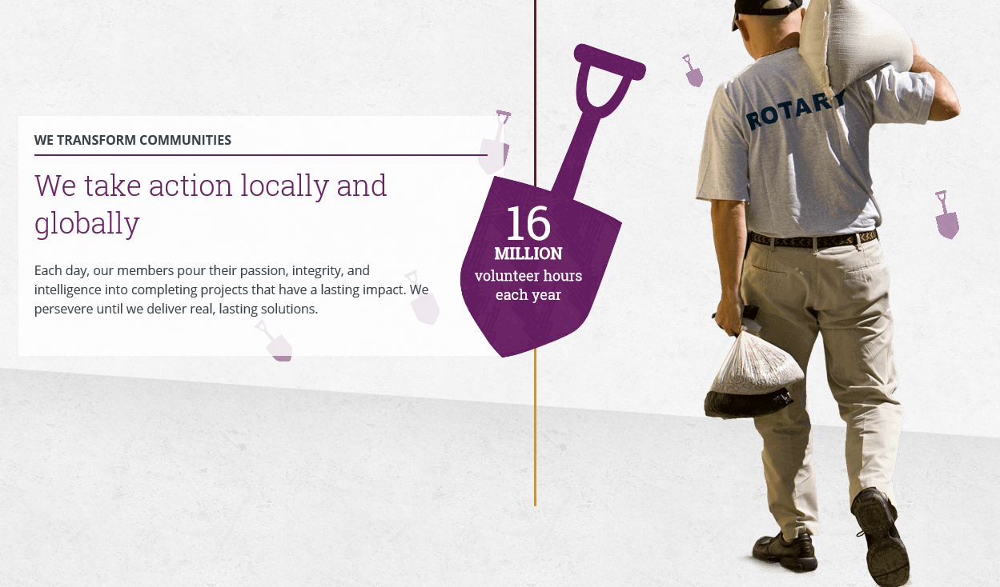 WE TRANSFORM COMMUNITIES
We take action locally and
globally
Each day, our members pour their passion, integrity, and
intelligence into completing projects that have a lasting impact. We
persevere until we deliver real, lasting solutions.
16
MILLION
volunteer hours
each year
ROTARY